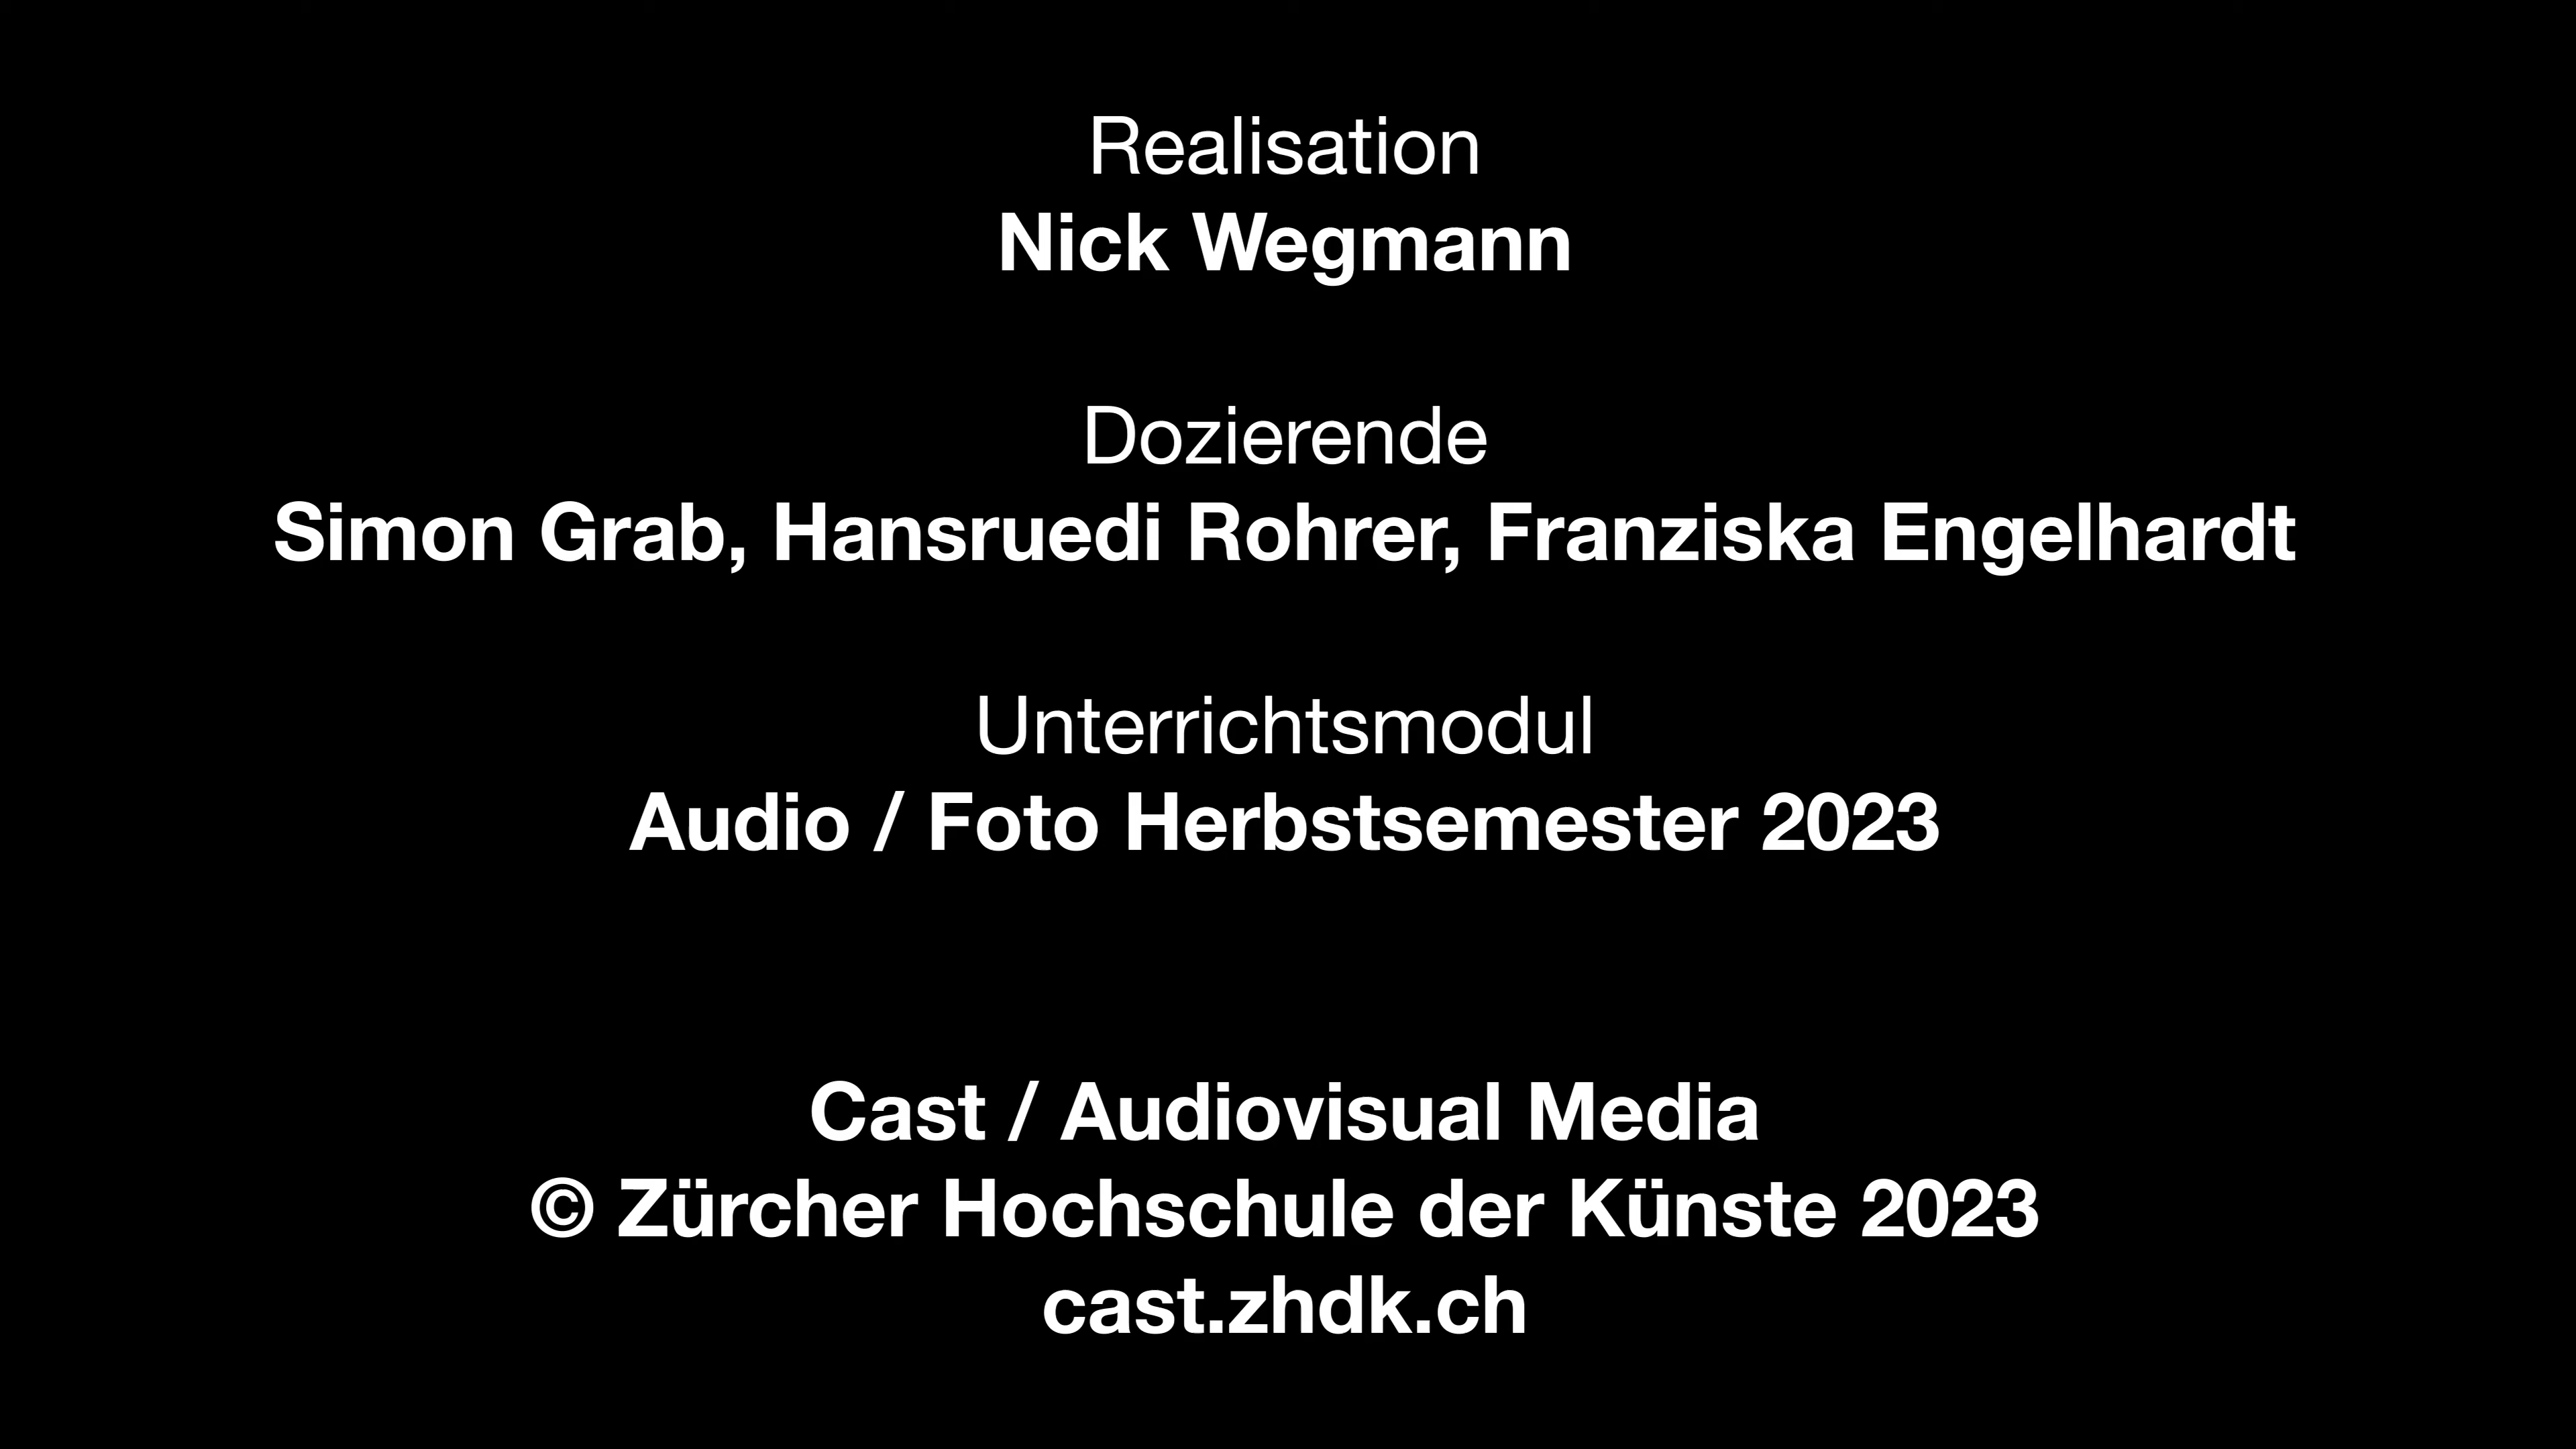 Realisation
Nick Wegmann
Dozierende
Simon Grab, Hansruedi Rohrer, Franziska Engelhardt
Unterrichtsmodul
Audio / Foto Herbstsemester 2023
Cast / Audiovisual Media
© Zürcher Hochschule der Künste 2023
cast.zhdk.ch